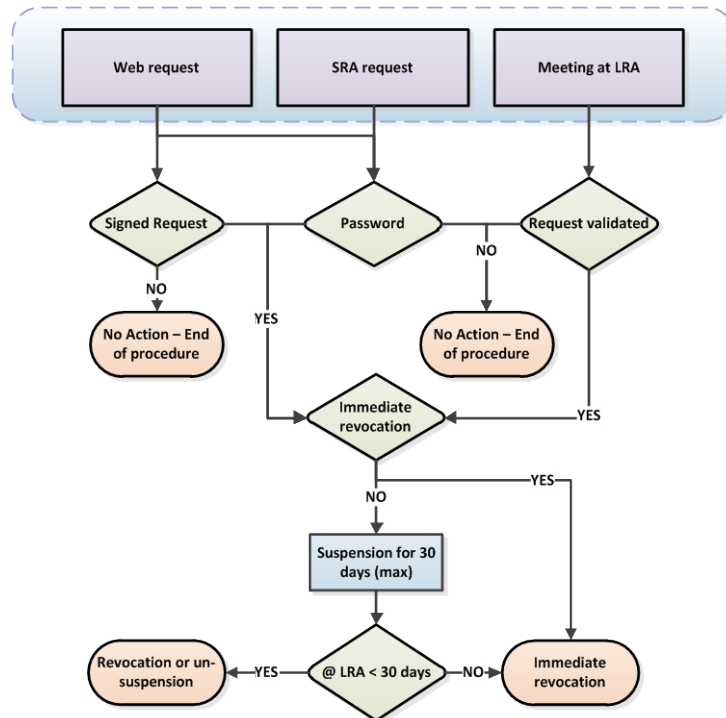 Web request
SRA request
Meeting at LRA
Signed Request
Password
Request validated
NO
NO
No Action – End
of procedure
YES
No Action – End
of procedure
Immediate
revocation
YES
NO
YES
Suspension for 30
days (max)
Revocation or un-
suspension
YES
@ LRA < 30 days
NO
Immediate
revocation